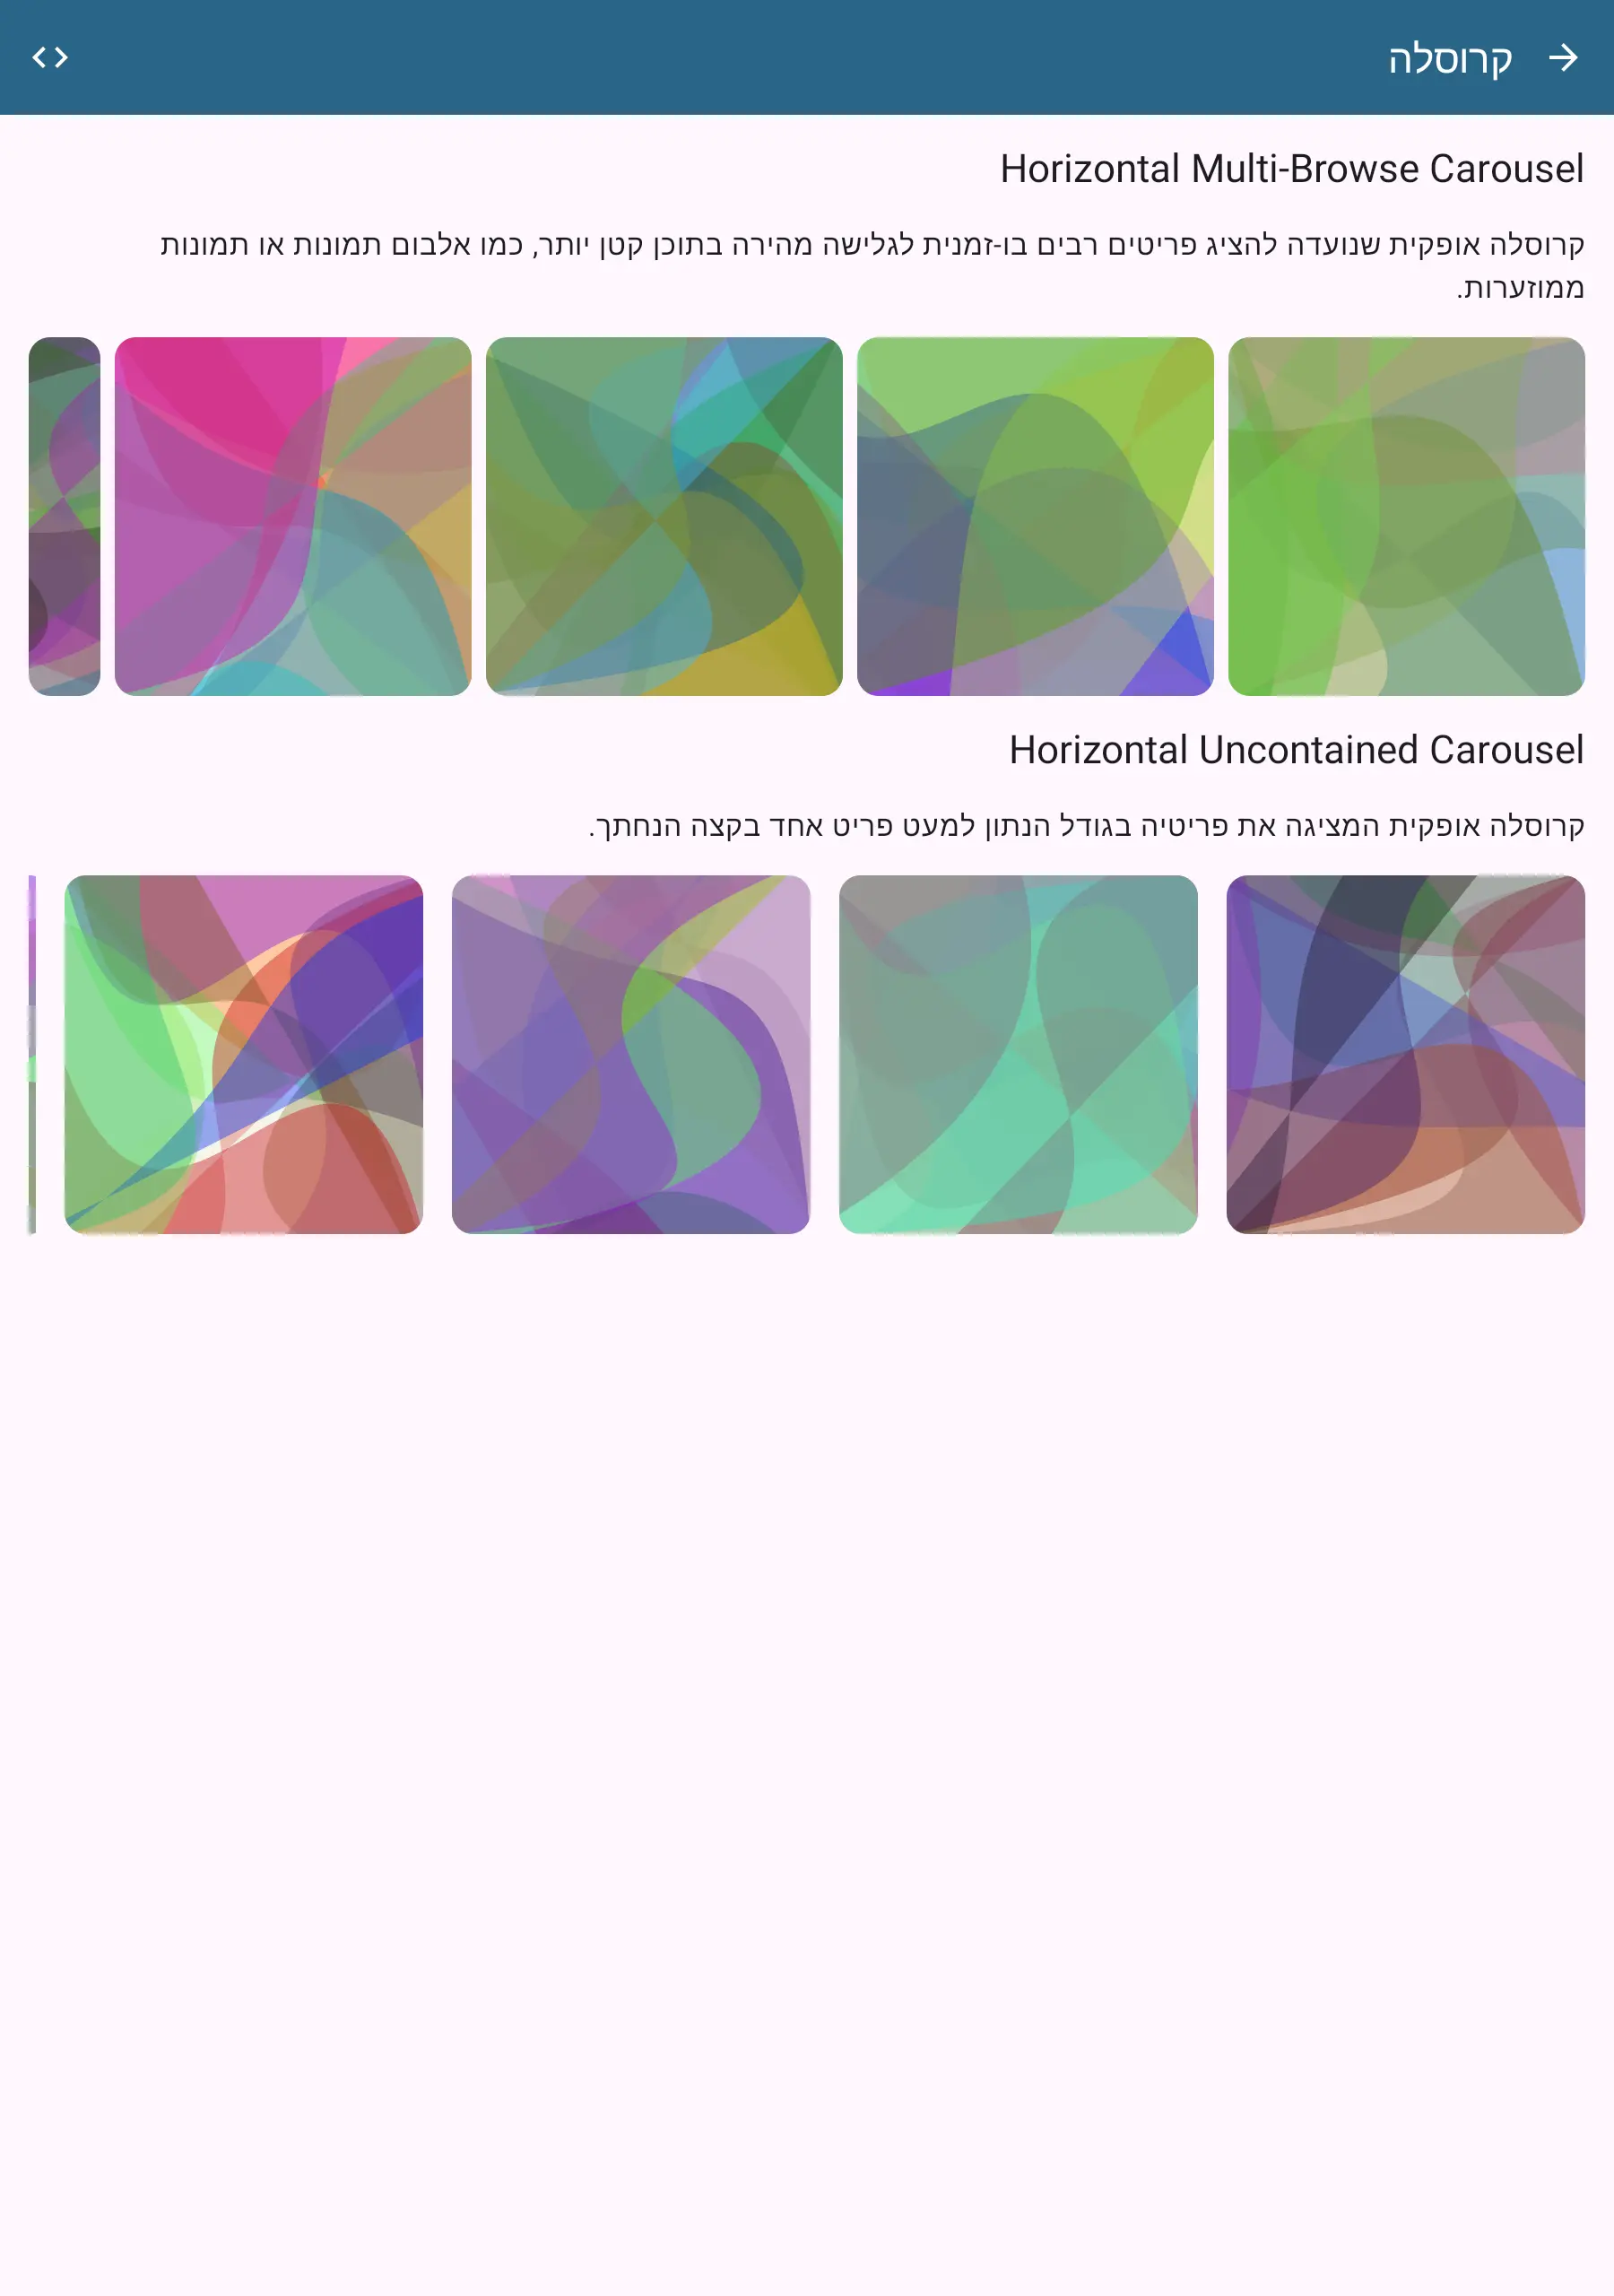 קרוסלה
Horizontal Multi-Browse Carousel
קרוסלה אופקית שנועדה להציג פריטים רבים בו-זמנית לגלישה מהירה בתוכן קטן יותר, כמו אלבום תמונות או תמונות
ממוזערות.
Horizontal Uncontained Carousel
קרוסלה אופקית המציגה את פריטיה בגודל הנתון למעט פריט אחד בקצה הנחתך.